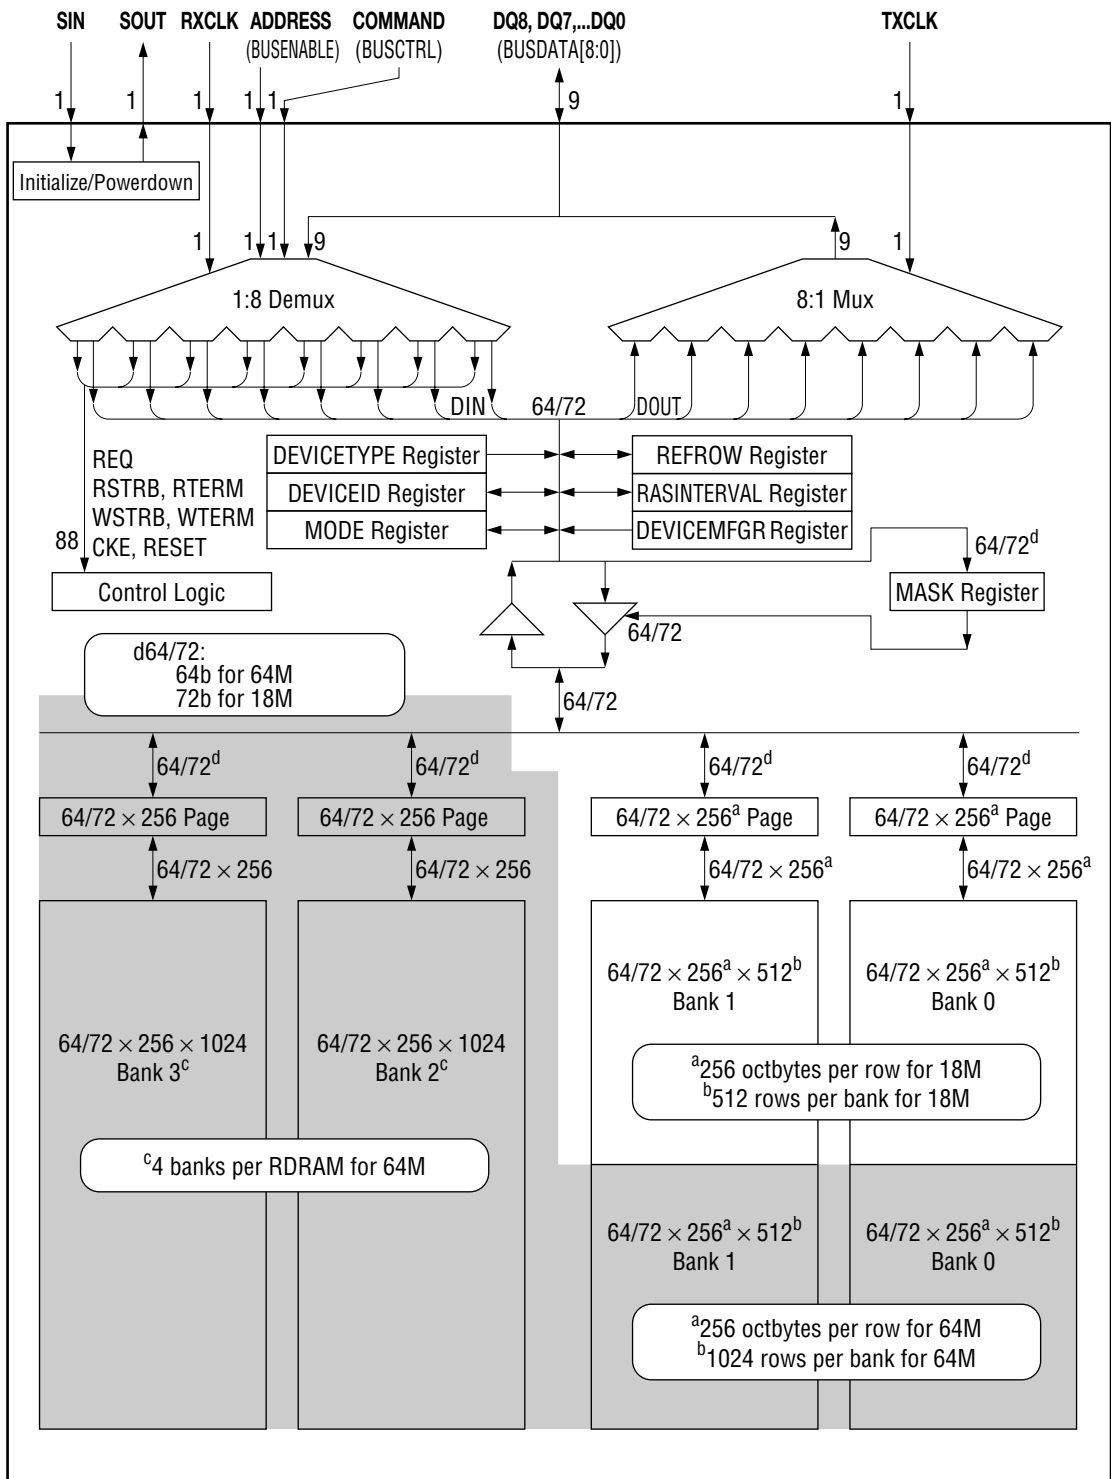 SIN SOUT RXCLK ADDRESS COMMAND DQ8, DQ7,...DQ0 TXCLK
(BUSENABLE) (BUSCTRL) (BUSDATA[8:0])
1 1 1 1 1 9 1
Initialize/Powerdown
1 1 1 9 9 1
1:8 Demux 8:1 Mux
DIN 64/72 DOUT
REQ
RSTRB, RTERM
WSTRB, WTERM
CKE, RESET
88
Control Logic
DEVICETYPE Register REFROW Register
DEVICEID Register RASINTERVAL Register
MODE Register DEVICEMFGR Register
64/72d
MASK Register
64/72
d64/72:
64b for 64M
72b for 18M
64/72
64/72d 64/72d 64/72d 64/72d
64/72 × 256 Page 64/72 × 256 Page 64/72 × 256a Page 64/72 × 256a Page
64/72 × 256 64/72 × 256 64/72 × 256a 64/72 × 256a
64/72 × 256a × 512b 64/72 × 256a × 512b
Bank 1 Bank 0
64/72 × 256 × 1024 64/72 × 256 × 1024
Bank 3c Bank 2c
a256 octbytes per row for 18M
b512 rows per bank for 18M
c4 banks per RDRAM for 64M
64/72 × 256a × 512b 64/72 × 256a × 512b
Bank 1 Bank 0
a256 octbytes per row for 64M
b1024 rows per bank for 64M